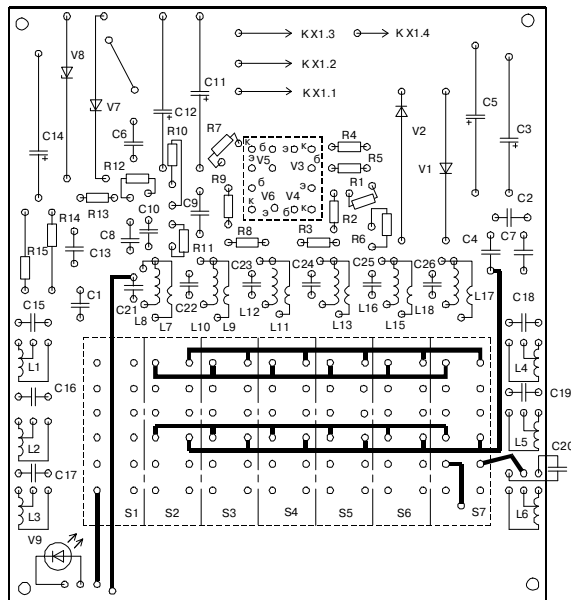 KX1.3 KX1.4
V8
KX1.2
V7 C11
KX1.1
C12 C5
C14 C6 R10 R7 V2 C3
к э к R4
V5 э V3 б
R12 б R5 V1
R9 б R1
V6 V4 C2
R13 C9 к б R2
R14 C10 э к R6
C8 C4 C7
R15 C13 R11 R8 R3
C23 C24 C25 C26
C1 C21 C22 L12 L16 L18 L17
C15 L8 L7 L10 L9 L11 L13 L15 C18
L1 L4
C16 C19
L2 L5
C17 C20
L3 S1 S2 S3 S4 S5 S6 S7 L6
V9